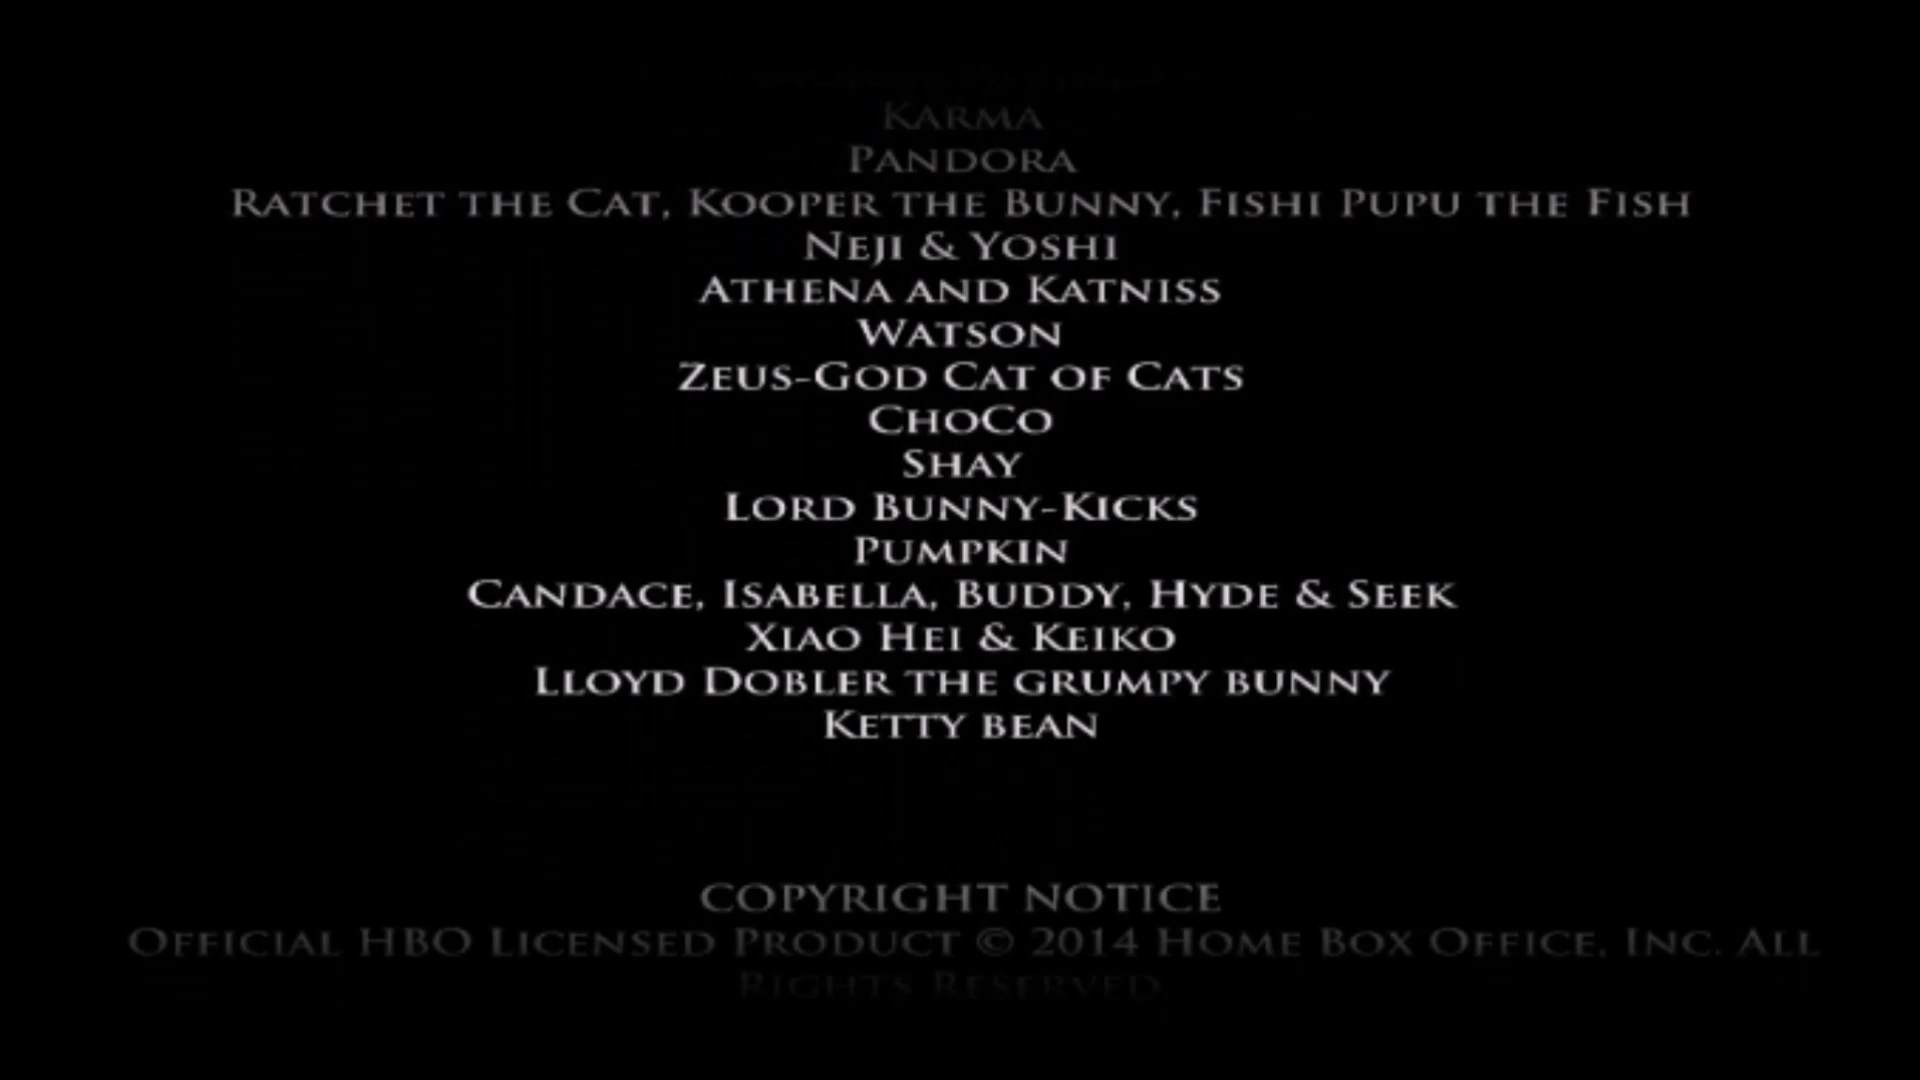 Karma
Pandora
Ratchet the Cat, Kooper the Bunny, Fishi Pupu the Fish
Neji & Yoshi
Athena and Katniss
Watson
Zeus-God Cat of Cats
ChoCo
Shay
Lord Bunny-Kicks
Pumpkin
Candace, Isabella, Buddy, Hyde & Seek
Xiao Hei & Keiko
Lloyd Dobler the grumpy bunny
Ketty bean
COPYRIGHT NOTICE
Official HBO Licensed Product © 2014 Home Box Office, Inc. All
Rights Reserved.